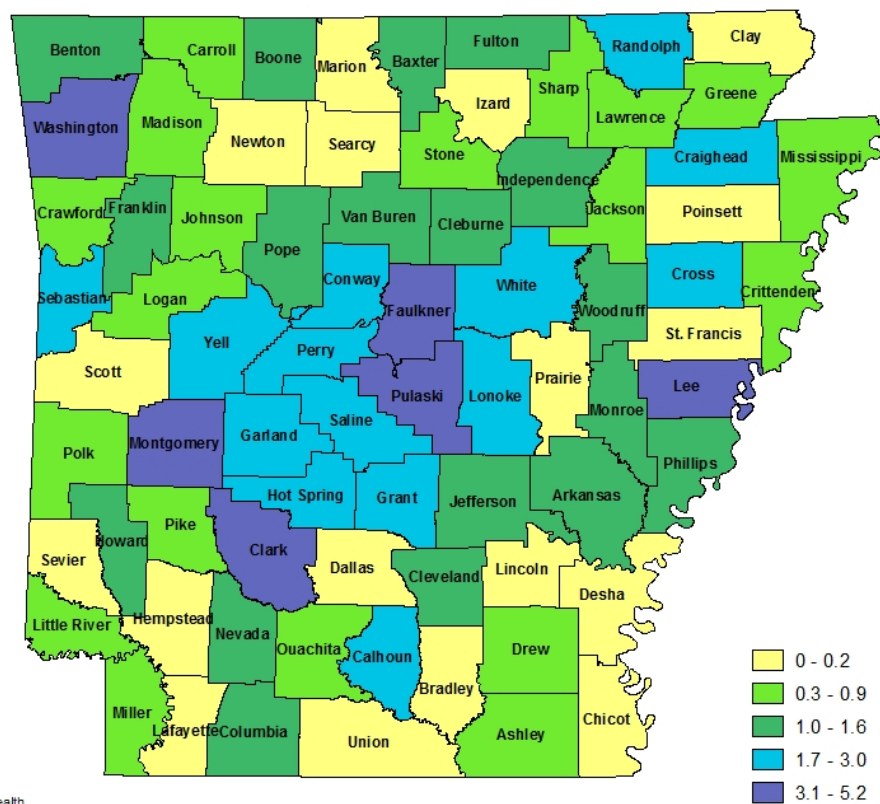 Benton
Carroll
Boone
Marion
Baxter
Fulton
Sharp
Randolph
Clay
Washington
Madison
Newton
Searcy
Stone
Izard
Lawrence
Greene
Independence
Craighead
Mississippi
Crawford
Franklin
Johnson
Pope
Van Buren
Cleburne
Jackson
Poinsett
Sebastian
Logan
Conway
Faulkner
White
Woodruff
Cross
Crittenden
Yell
Perry
St. Francis
Scott
Pulaski
Lonoke
Prairie
Monroe
Lee
Polk
Montgomery
Garland
Saline
Phillips
Hot Spring
Grant
Jefferson
Arkansas
Sevier
Howard
Pike
Clark
Dallas
Cleveland
Lincoln
Desha
Little River
Hempstead
Nevada
Ouachita
Calhoun
Bradley
Drew
Miller
Lafayette
Columbia
Union
Ashley
Chicot
0 - 0.2
0.3 - 0.9
1.0 - 1.6
1.7 - 3.0
3.1 - 5.2